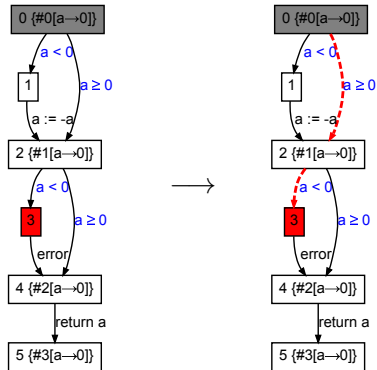 0 {#0[a→0]}
a < 0
1
a ≥ 0
a := -a
2 {#1[a→0]}
a < 0
3
a ≥ 0
error
4 {#2[a→0]}
return a
5 {#3[a→0]}
→
0 {#0[a→0]}
a < 0
1
a ≥ 0
a := -a
2 {#1[a→0]}
a < 0
3
a ≥ 0
error
4 {#2[a→0]}
return a
5 {#3[a→0]}